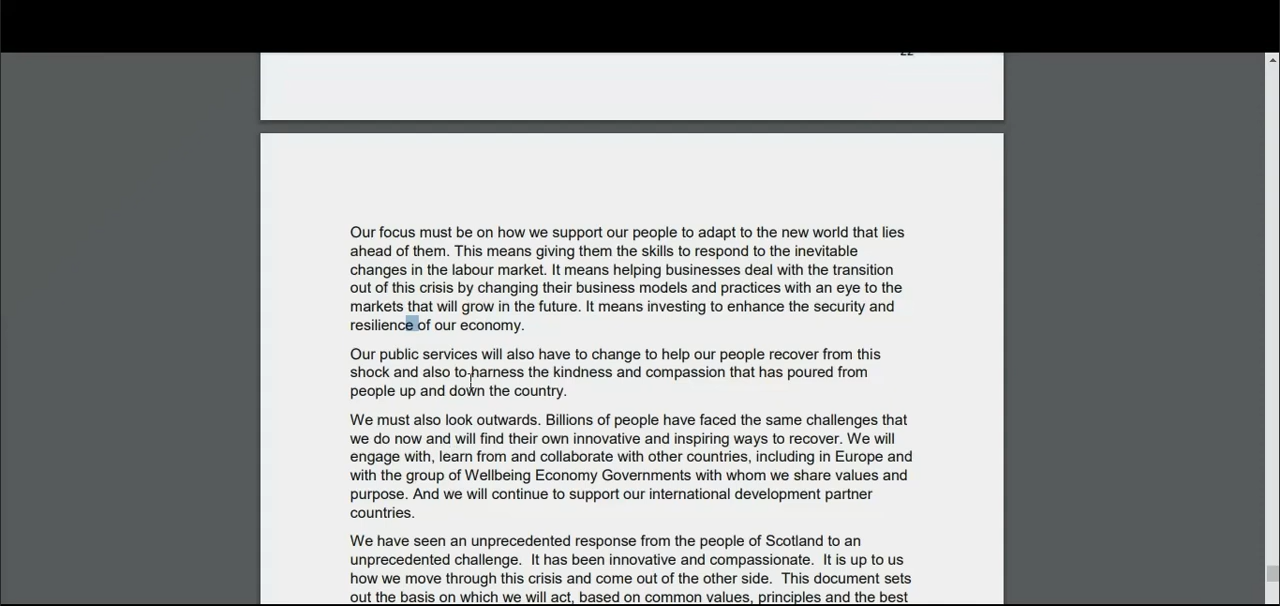 Our focus must be on how we support our people to adapt to the new world that lies
ahead of them. This means giving them the skills to respond to the inevitable
changes in the labour market. It means helping businesses deal with the transition
out of this crisis by changing their business models and practices with an eye to the
markets that will grow in the future. It means investing to enhance the security and
resilience of our economy.
Our public services will also have to change to help our people recover from this
shock and also to harness the kindness and compassion that has poured from
people up and down the country.
We must also look outwards. Billions of people have faced the same challenges that
we do now and will find their own innovative and inspiring ways to recover. We will
engage with, learn from and collaborate with other countries, including in Europe and
with the group of Wellbeing Economy Governments with whom we share values and
purpose. And we will continue to support our international development partner
countries.
We have seen an unprecedented response from the people of Scotland to an
unprecedented challenge.  It has been innovative and compassionate.  It is up to us
how we move through this crisis and come out of the other side.  This document sets
out the basis on which we will act, based on common values, principles and the best